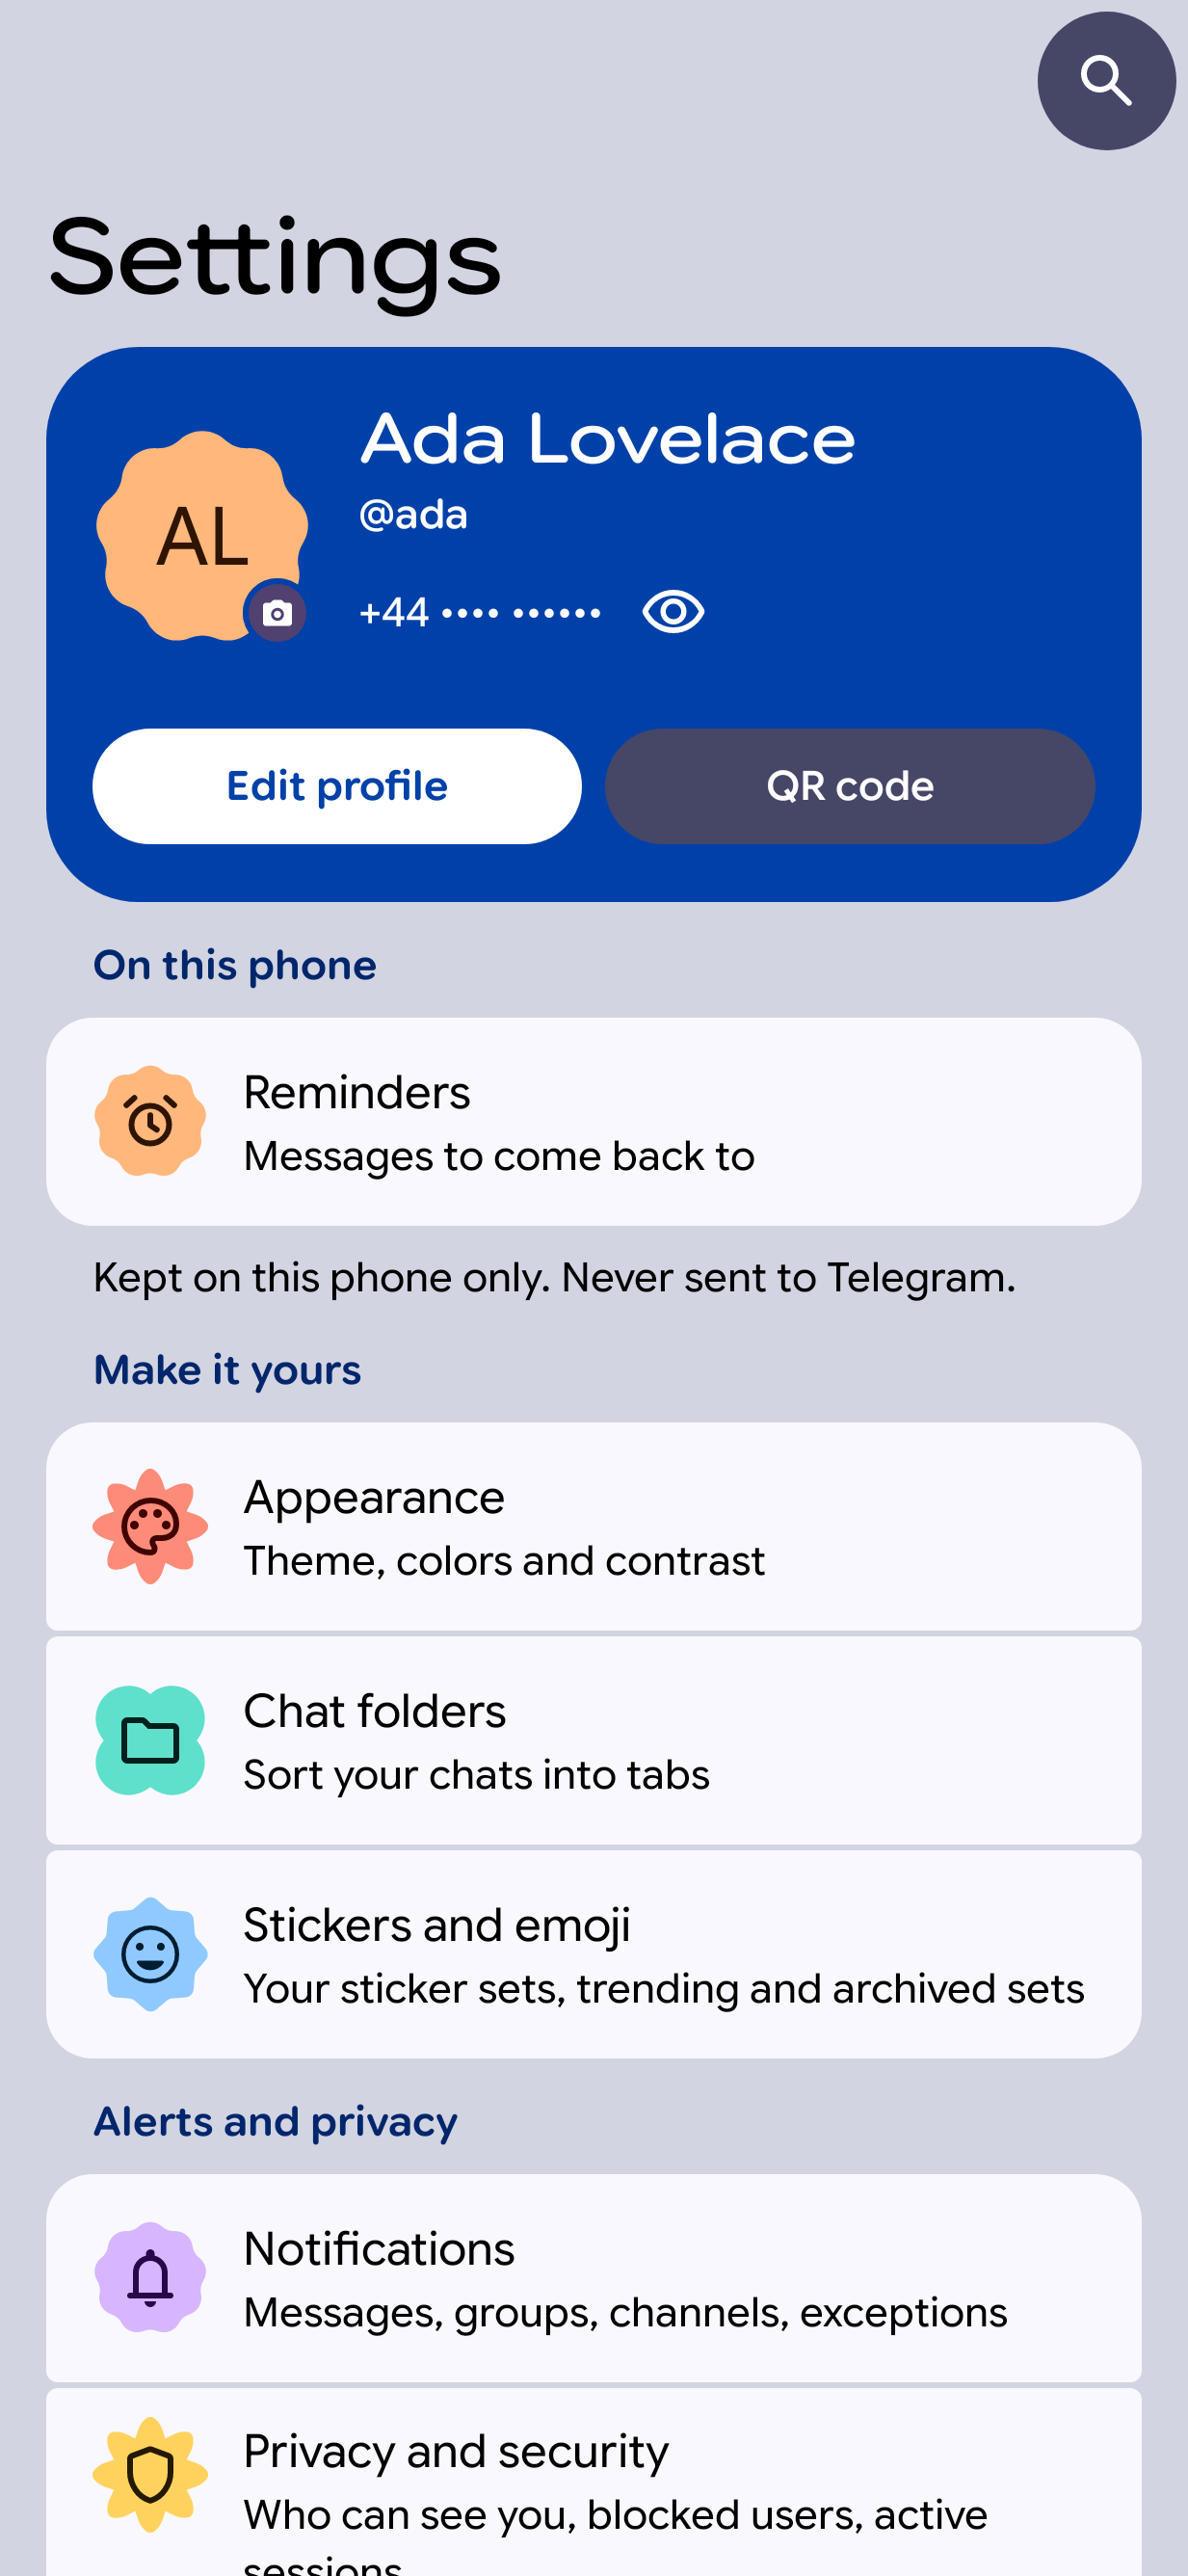 Settings
AL
Ada Lovelace
@ada
+44 •••• ••••••
Edit profile
QR code
On this phone
Reminders
Messages to come back to
Kept on this phone only. Never sent to Telegram.
Make it yours
Appearance
Theme, colors and contrast
Chat folders
Sort your chats into tabs
Stickers and emoji
Your sticker sets, trending and archived sets
Alerts and privacy
Notifications
Messages, groups, channels, exceptions
Privacy and security
Who can see you, blocked users, active
sessions